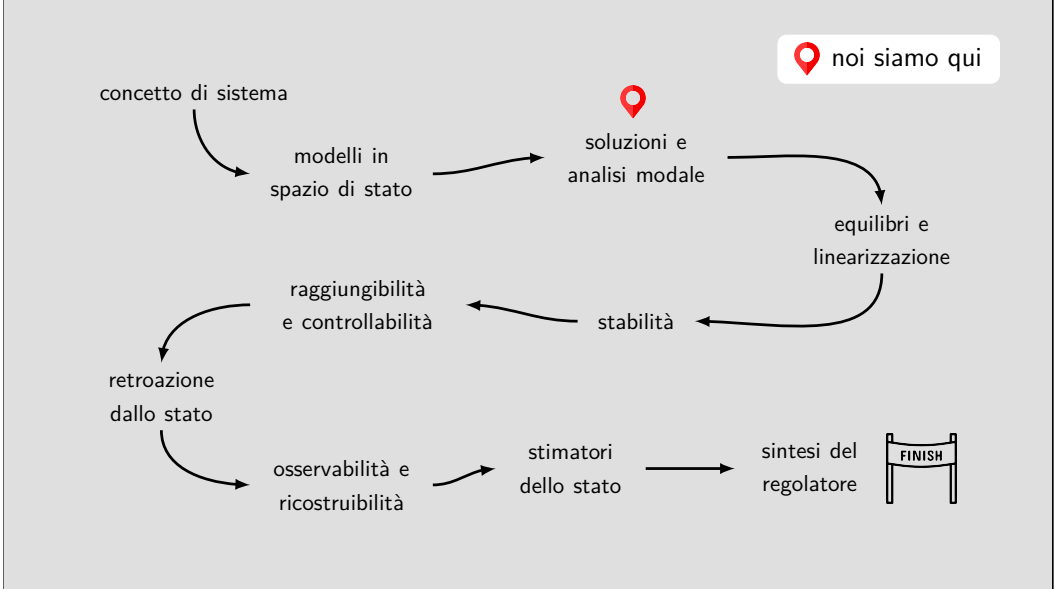 noi siamo qui
concetto di sistema
modelli in
spazio di stato
soluzioni e
analisi modale
equilibri e
linearizzazione
stabilità
raggiungibilità
e controllabilità
retroazione
dallo stato
osservabilità e
ricostruibilità
stimatori
dello stato
sintesi del
regolatore
FINISH